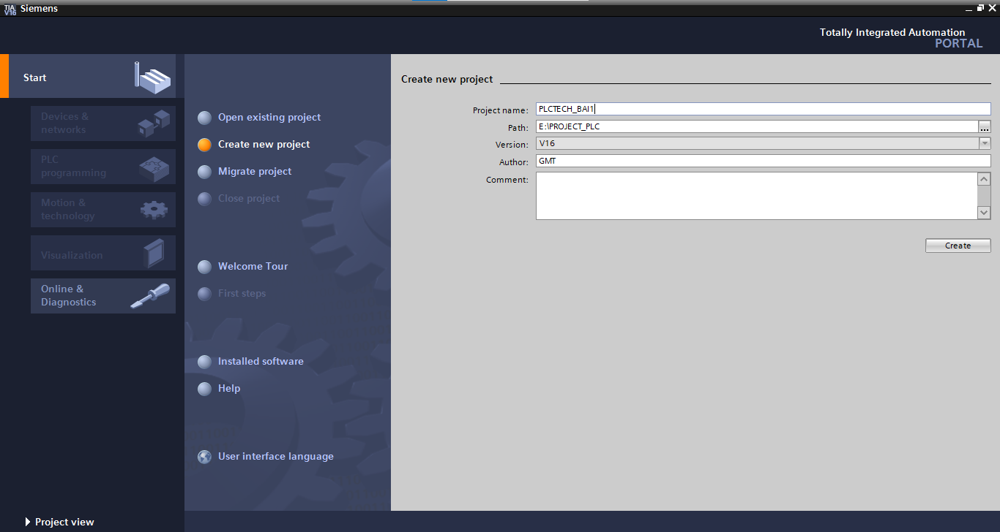 TIA
V16
Siemens
Totally Integrated Automation
PORTAL
Start
Devices &
networks
PLC
programming
Motion &
technology
Visualization
Online &
Diagnostics
Open existing project
Create new project
Migrate project
Close project
Welcome Tour
First steps
Installed software
Help
User interface language
Create new project
Project name: PLCTECH_BAI1
Path: E:\PROJECT_PLC
...
Version: V16
Author: GMT
Comment:
Create
Project view